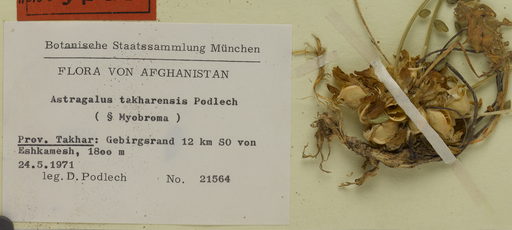 Botanische Staatssammlung München
FLORA VON AFGHANISTAN
Astragalus takharensis Podlech
( § Myobroma )
Prov. Takhar: Gebirgsrand 12 km SO von
Eshkamesh, 18oo m
24.5.1971
leg. D. Podlech No. 21564